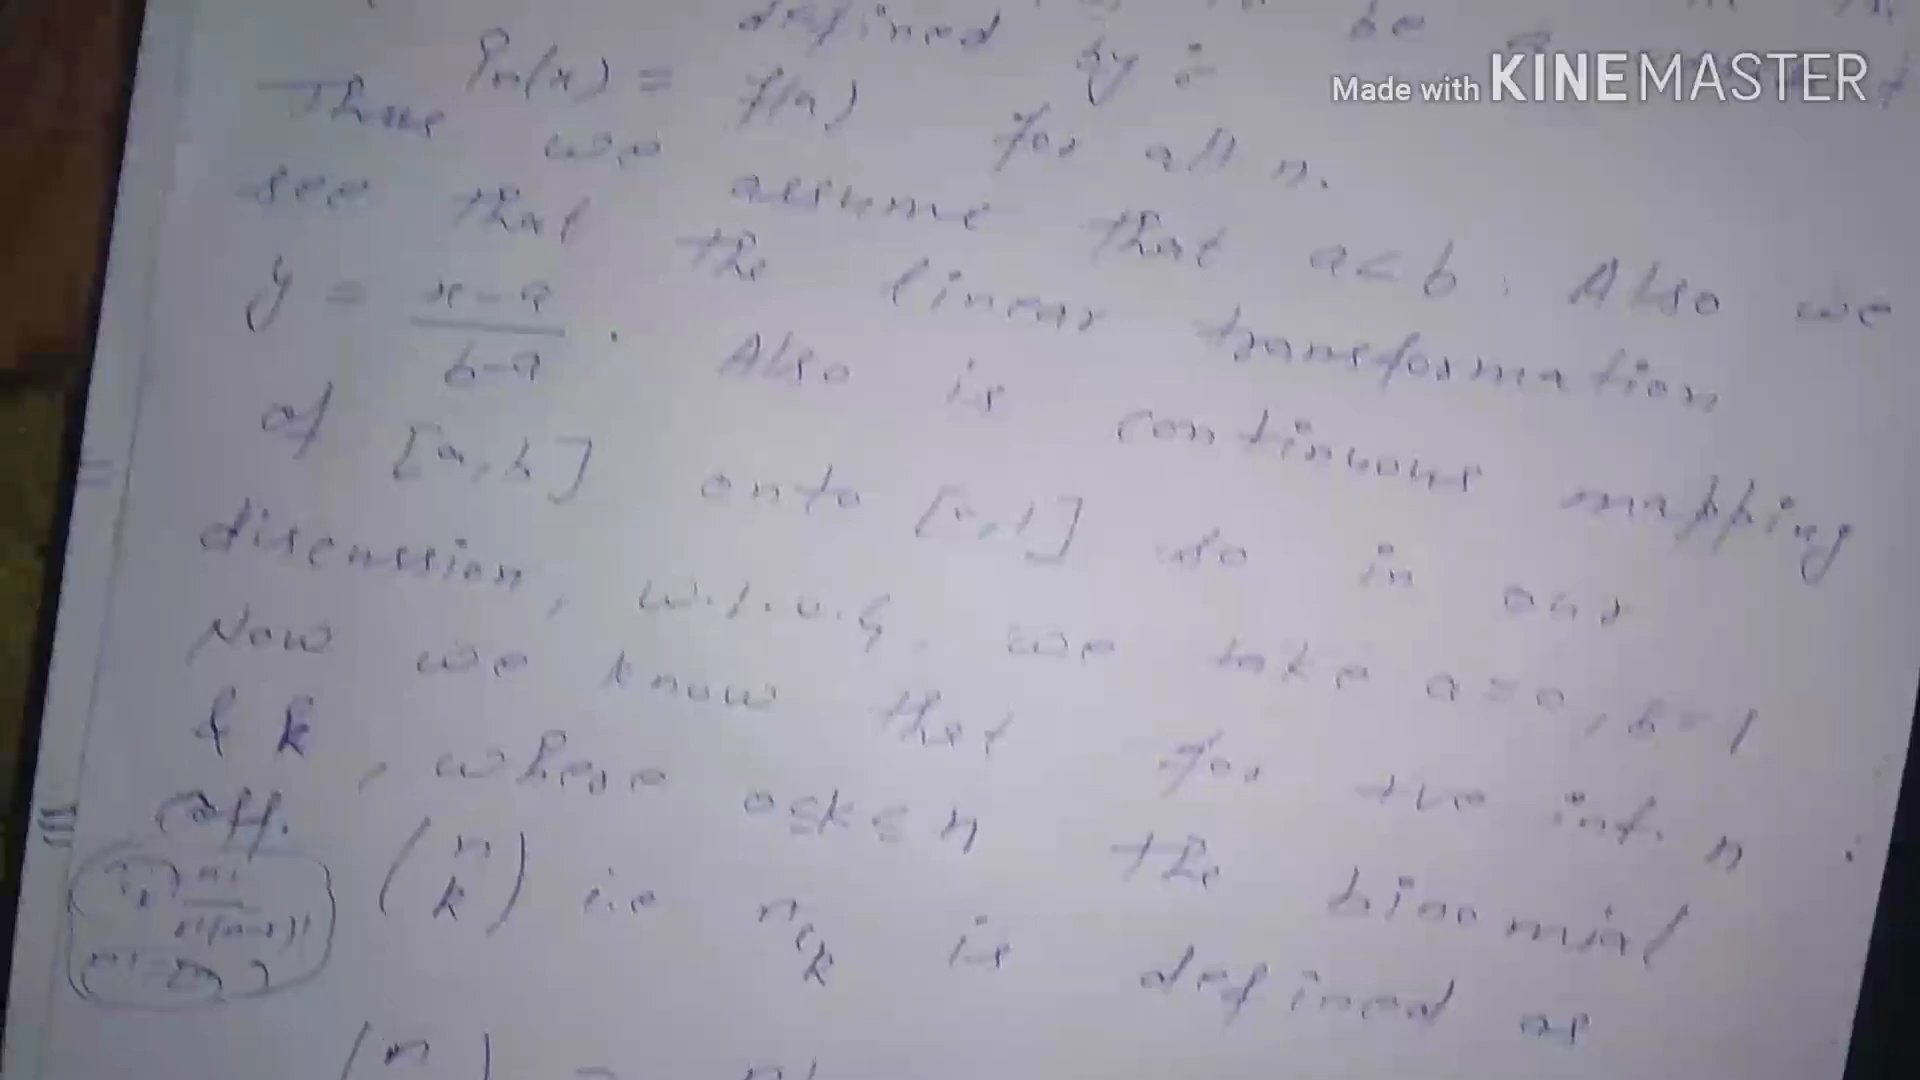 defined by :- be
Made with KINEMASTER
Pn(x) = f(a) for all n.
Thus we assume that a<b. Also we
see that the linear transformation
y = x-a / b-a . Also is continuous mapping
of [a,b] onto [0,1] so in our
discussion, w.l.o.g. we take a=0, b=1
Now we know that for +ve int. n
& k, where 0≤k≤n the binomial
coff. (n k) i.e nck is defined as
(n = n!